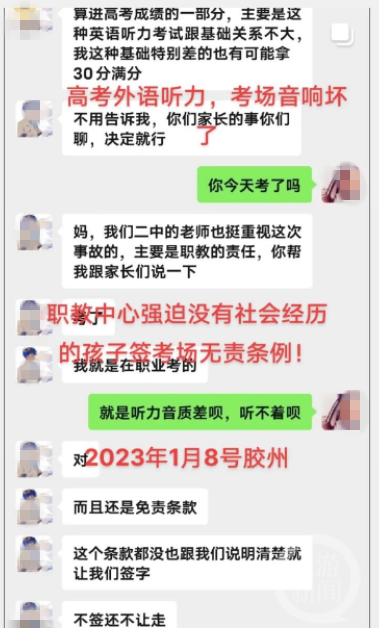 算进高考成绩的一部分，主要是这
种英语听力考试跟基础关系不大，
我这种基础特别差的也有可能拿
30分满分
高考外语听力，考场音响坏
了
不用告诉我，你们家长的事你们
聊，决定就行
你今天考了吗
妈，我们二中的老师也挺重视这次
事故的，主要是职教的责任，你帮
我跟家长们说一下
考了
职教中心强迫没有社会经历
的孩子签考场无责条例！
我就是在职业考的
就是听力音质差呗，听不着呗
对
2023年1月8号胶州
而且还是免责条款
这个条款都没也跟我们说明清楚就
让我们签字
不签还不让走